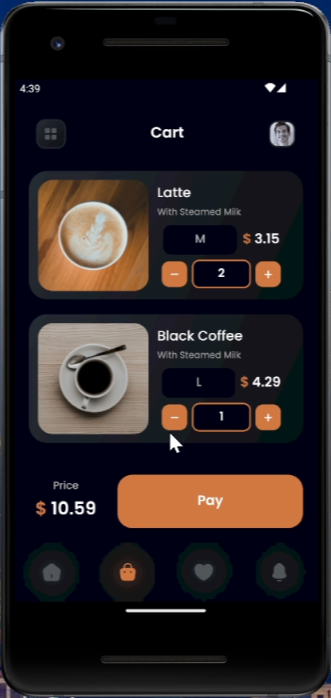 4:39
Cart
Latte
With Steamed Milk
M $ 3.15
− 2 +
Black Coffee
With Steamed Milk
L $ 4.29
− 1 +
Price
$ 10.59
Pay